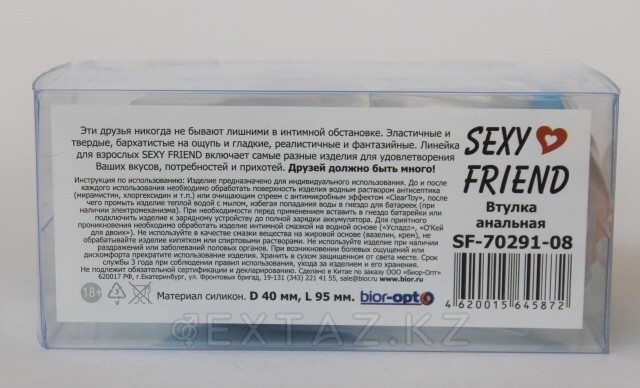 Эти друзья никогда не бывают лишними в интимной обстановке. Эластичные и
твердые, бархатистые на ощупь и гладкие, реалистичные и фантазийные. Линейка
для взрослых SEXY FRIEND включает самые разные изделия для удовлетворения
Ваших вкусов, потребностей и прихотей. Друзей должно быть много!
Инструкция по использованию: Изделие предназначено для индивидуального использования. До и после
каждого использования необходимо обработать поверхность изделия водным раствором антисептика
(мирамистин, хлоргексидин и т.п.) или очищающим спреем с антимикробным эффектом «ClearToy», после
чего промыть изделие теплой водой с мылом, избегая попадания воды в гнездо для батареек (при
наличии электромеханизма). При необходимости перед применением вставить в гнездо батарейки или
подключить изделие к зарядному устройству до полной зарядки аккумулятора. Для приятного
проникновения необходимо обработать изделие интимной смазкой на водной основе («Услада», «О'Кей
для двоих»). Не используйте в качестве смазки вещества на жировой основе (вазелин, крем), не
обрабатывайте изделие кипятком или спиртовыми растворами. Не используйте изделие при наличии
раздражений или заболеваний половых органов. При возникновении болевых ощущений или
дискомфорта прекратите использование изделия. Хранить в сухом защищенном от света месте. Срок
службы 3 года при соблюдении правил использования, ухода за изделием и его хранения.
Не подлежит обязательной сертификации и декларированию. Сделано в Китае по заказу ООО «Биор-Опт»
620017 РФ, г.Екатеринбург, ул. Фронтовых бригад, 19-31 (343) 221 41 55, sale@bior.ru www.bior.ru
18+
Материал силикон. D 40 мм, L 95 мм.
bior-opt
SEXY
FRIEND
Втулка
анальная
SF-70291-08
4620015645872
EXTAZ.KZ